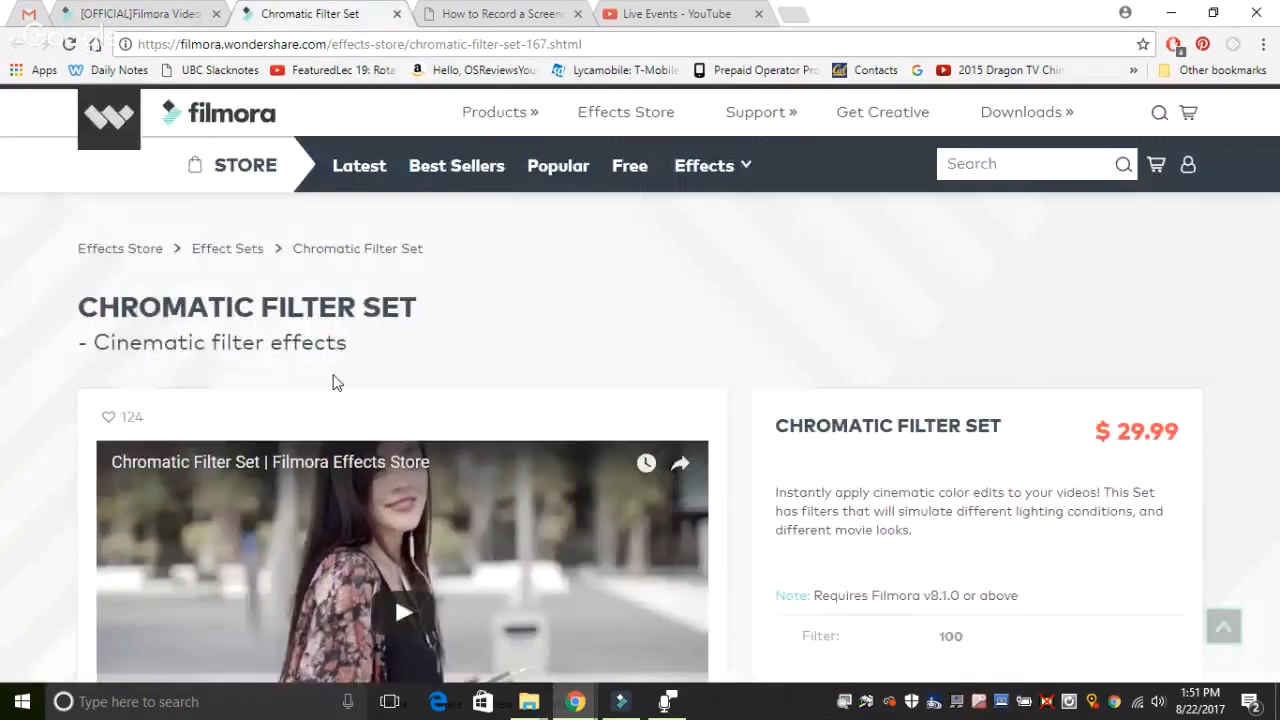 [OFFICIAL]Filmora Video
Chromatic Filter Set
How to Record a Screen
Live Events - YouTube
Google
https://filmora.wondershare.com/effects-store/chromatic-filter-set-167.shtml
4
Apps
Daily Notes
UBC Slacknotes
FeaturedLec 19: Rota
Hello, OSReviewsYou
Lycamobile: T-Mobile
Prepaid Operator Pro
Cal
Contacts
2015 Dragon TV Chin
Other bookmarks
filmora
Products »
Effects Store
Support »
Get Creative
Downloads »
STORE
Latest
Best Sellers
Popular
Free
Effects
Search
Effects Store > Effect Sets > Chromatic Filter Set
CHROMATIC FILTER SET
- Cinematic filter effects
124
Chromatic Filter Set | Filmora Effects Store
CHROMATIC FILTER SET
$ 29.99
Instantly apply cinematic color edits to your videos! This Set
has filters that will simulate different lighting conditions, and
different movie looks.
Note: Requires Filmora v8.1.0 or above
Filter: 100
Type here to search
1:51 PM
8/22/2017
2